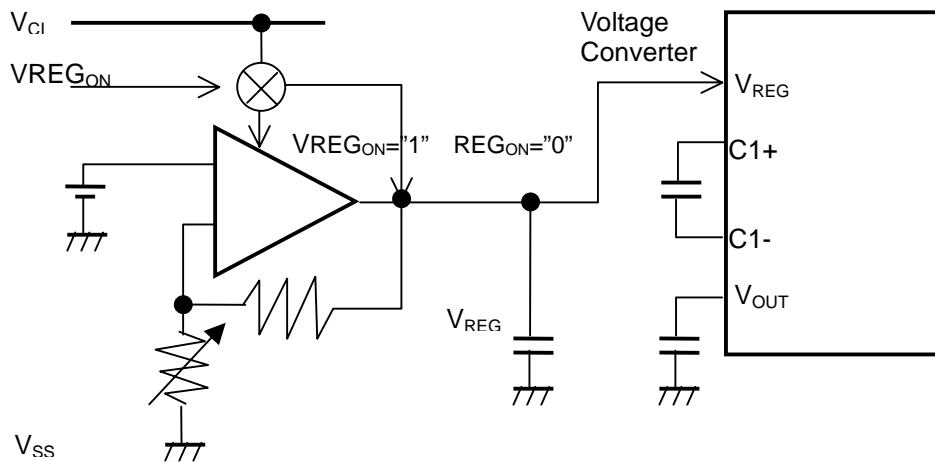 VCI
VREGON
VREGON=”1”
REGON=”0”
Voltage
Converter
VREG
C1+
C1-
VOUT
VREG
VSS